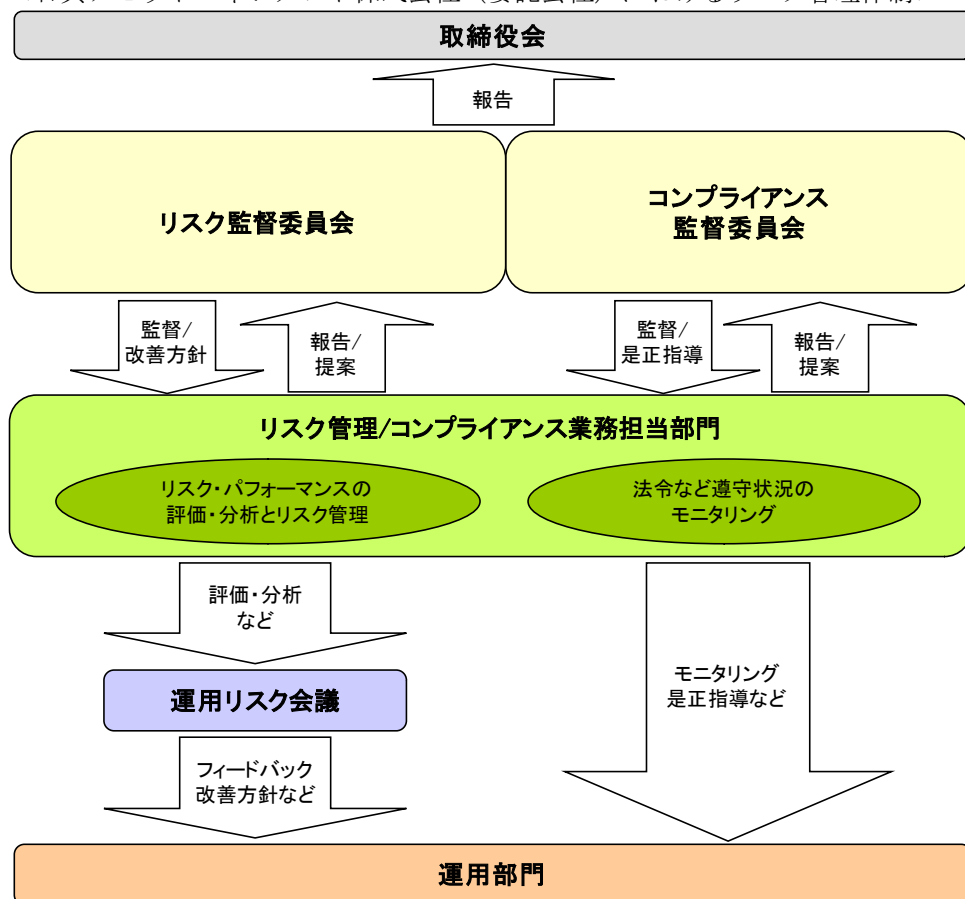 取締役会
報告
リスク監督委員会
コンプライアンス
監督委員会
監督/
改善方針
報告/
提案
監督/
是正指導
報告/
提案
リスク管理/コンプライアンス業務担当部門
リスク・パフォーマンスの
評価・分析とリスク管理
法令など遵守状況の
モニタリング
評価・分析
など
運用リスク会議
モニタリング
是正指導など
フィードバック
改善方針など
運用部門